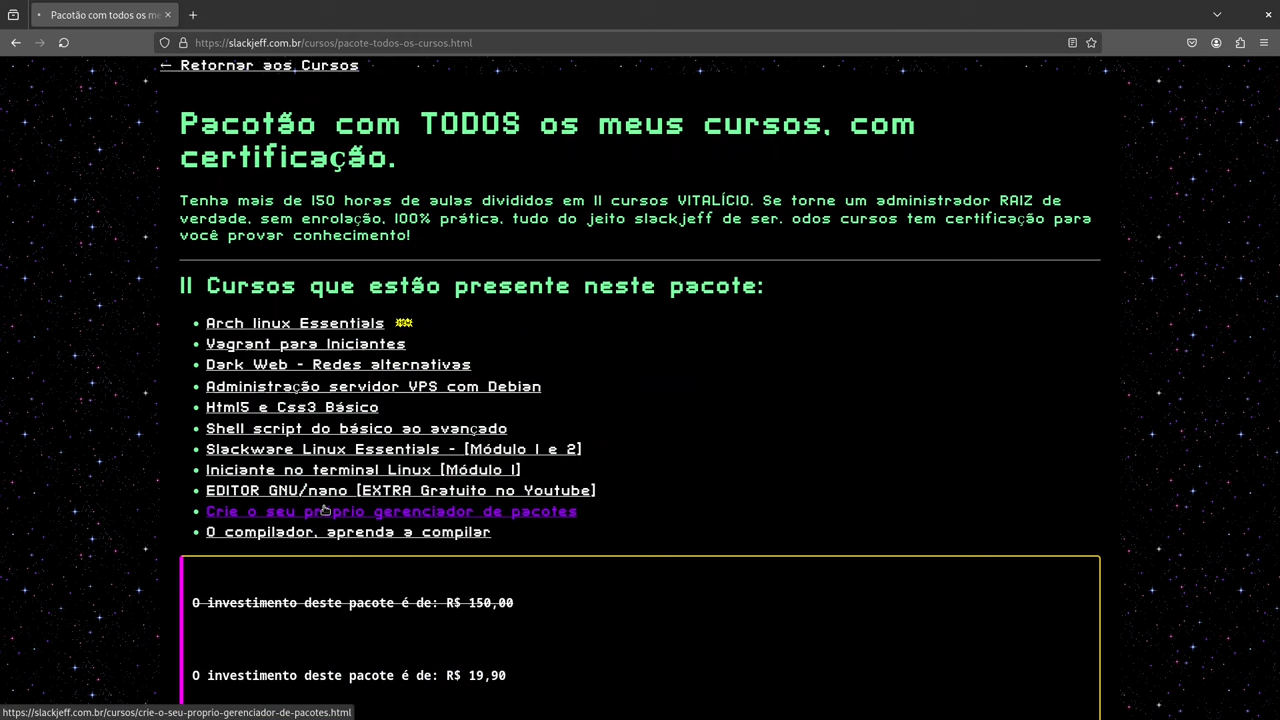 Pacotão com todos os me
https://slackjeff.com.br/cursos/pacote-todos-os-cursos.html
← Retornar aos Cursos
Pacotão com TODOS os meus cursos, com
certificação.
Tenha mais de 150 horas de aulas divididos em 11 cursos VITALÍCIO. Se torne um administrador RAIZ de
verdade, sem enrolação, 100% prática, tudo do jeito slackjeff de ser. odos cursos tem certificação para
você provar conhecimento!
11 Cursos que estão presente neste pacote:
Arch linux Essentials
Vagrant para Iniciantes
Dark Web - Redes alternativas
Administração servidor VPS com Debian
Html5 e Css3 Básico
Shell script do básico ao avançado
Slackware Linux Essentials - [Módulo 1 e 2]
Iniciante no terminal Linux [Módulo 1]
EDITOR GNU/nano [EXTRA Gratuito no Youtube]
Crie o seu próprio gerenciador de pacotes
O compilador, aprenda a compilar
O investimento deste pacote é de: R$ 150,00
O investimento deste pacote é de: R$ 19,90
https://slackjeff.com.br/cursos/crie-o-seu-proprio-gerenciador-de-pacotes.html